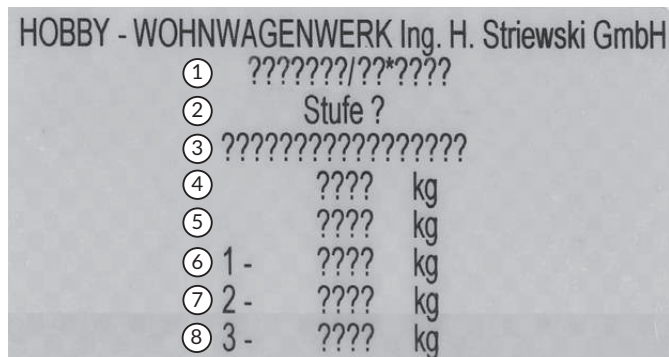 HOBBY - WOHNWAGENWERK Ing. H. Striewski GmbH
① ???????/??*????
② Stufe ?
③ ?????????????????
④ ???? kg
⑤ ???? kg
⑥ 1 - ???? kg
⑦ 2 - ???? kg
⑧ 3 - ???? kg